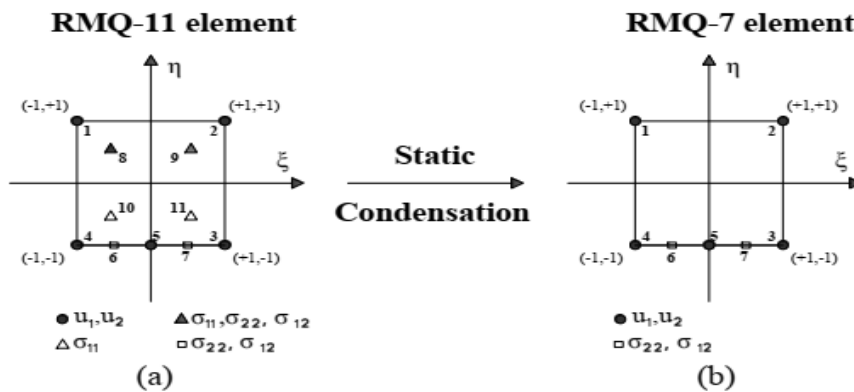 RMQ-11 element
RMQ-7 element
η
η
(-1,+1)
(+1,+1)
(-1,+1)
(+1,+1)
1
2
1
2
8
9
ξ
Static
ξ
10
11
Condensation
4
5
3
4
5
3
(-1,-1)
6
7
(+1,-1)
(-1,-1)
6
7
(+1,-1)
u₁,u₂
σ₁₁,σ₂₂, σ₁₂
u₁,u₂
σ₁₁
σ₂₂, σ₁₂
σ₂₂, σ₁₂
(a)
(b)